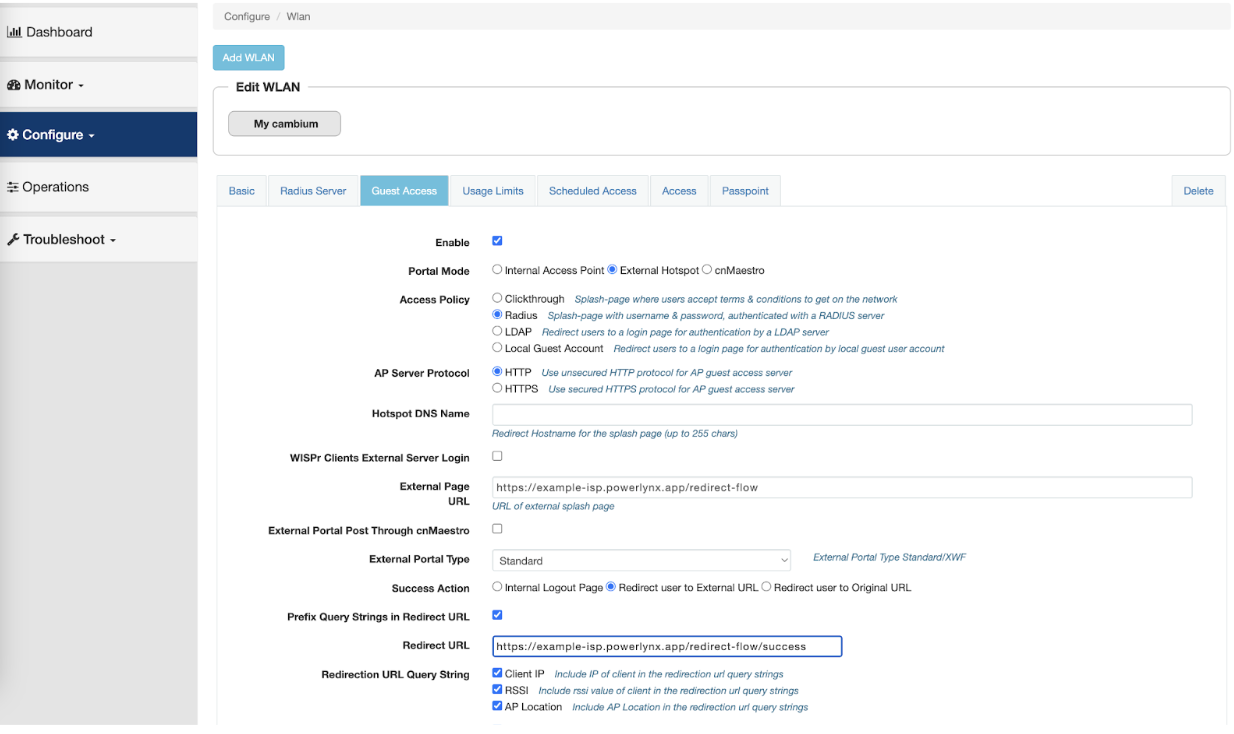 Configure / Wlan
Dashboard
Add WLAN
Monitor
Edit WLAN
My cambium
Configure
Operations
Basic Radius Server Guest Access Usage Limits Scheduled Access Access Passpoint Delete
Troubleshoot
Enable
Portal Mode Internal Access Point External Hotspot cnMaestro
Access Policy Clickthrough Splash-page where users accept terms & conditions to get on the network
Radius Splash-page with username & password, authenticated with a RADIUS server
LDAP Redirect users to a login page for authentication by a LDAP server
Local Guest Account Redirect users to a login page for authentication by local guest user account
AP Server Protocol HTTP Use unsecured HTTP protocol for AP guest access server
HTTPS Use secured HTTPS protocol for AP guest access server
Hotspot DNS Name
Redirect Hostname for the splash page (up to 255 chars)
WISPr Clients External Server Login
External Page URL https://example-isp.powerlynx.app/redirect-flow
URL of external splash page
External Portal Post Through cnMaestro
External Portal Type Standard External Portal Type Standard/XWF
Success Action Internal Logout Page Redirect user to External URL Redirect user to Original URL
Prefix Query Strings in Redirect URL
Redirect URL https://example-isp.powerlynx.app/redirect-flow/success
Redirection URL Query String Client IP Include IP of client in the redirection url query strings
RSSI Include rssi value of client in the redirection url query strings
AP Location Include AP Location in the redirection url query strings